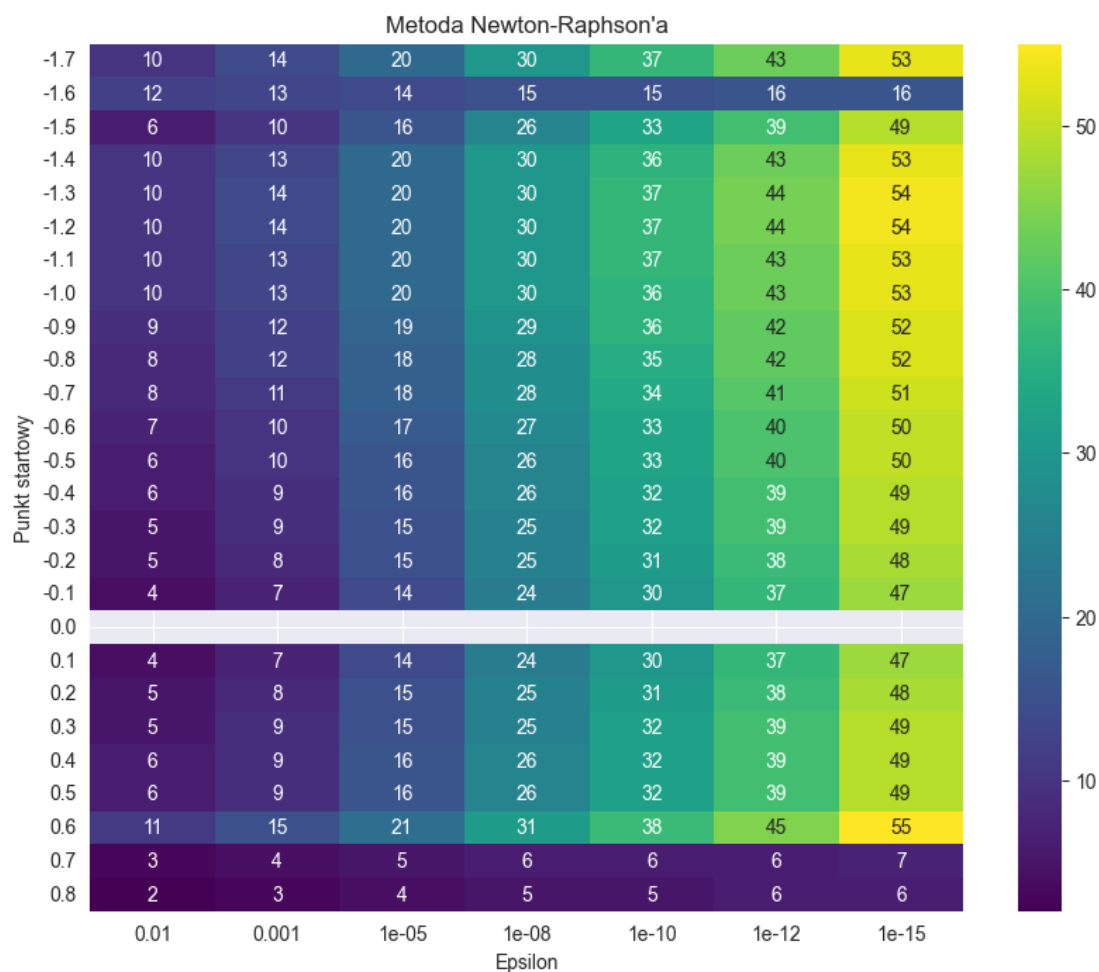 Metoda Newton-Raphson'a
Punkt startowy
-1.7 10 14 20 30 37 43 53
-1.6 12 13 14 15 15 16 16
-1.5 6 10 16 26 33 39 49
-1.4 10 13 20 30 36 43 53
-1.3 10 14 20 30 37 44 54
-1.2 10 14 20 30 37 44 54
-1.1 10 13 20 30 37 43 53
-1.0 10 13 20 30 36 43 53
-0.9 9 12 19 29 36 42 52
-0.8 8 12 18 28 35 42 52
-0.7 8 11 18 28 34 41 51
-0.6 7 10 17 27 33 40 50
-0.5 6 10 16 26 33 40 50
-0.4 6 9 16 26 32 39 49
-0.3 5 9 15 25 32 39 49
-0.2 5 8 15 25 31 38 48
-0.1 4 7 14 24 30 37 47
0.0
0.1 4 7 14 24 30 37 47
0.2 5 8 15 25 31 38 48
0.3 5 9 15 25 32 39 49
0.4 6 9 16 26 32 39 49
0.5 6 9 16 26 32 39 49
0.6 11 15 21 31 38 45 55
0.7 3 4 5 6 6 6 7
0.8 2 3 4 5 5 6 6
0.01 0.001 1e-05 1e-08 1e-10 1e-12 1e-15
Epsilon
50
40
30
20
10